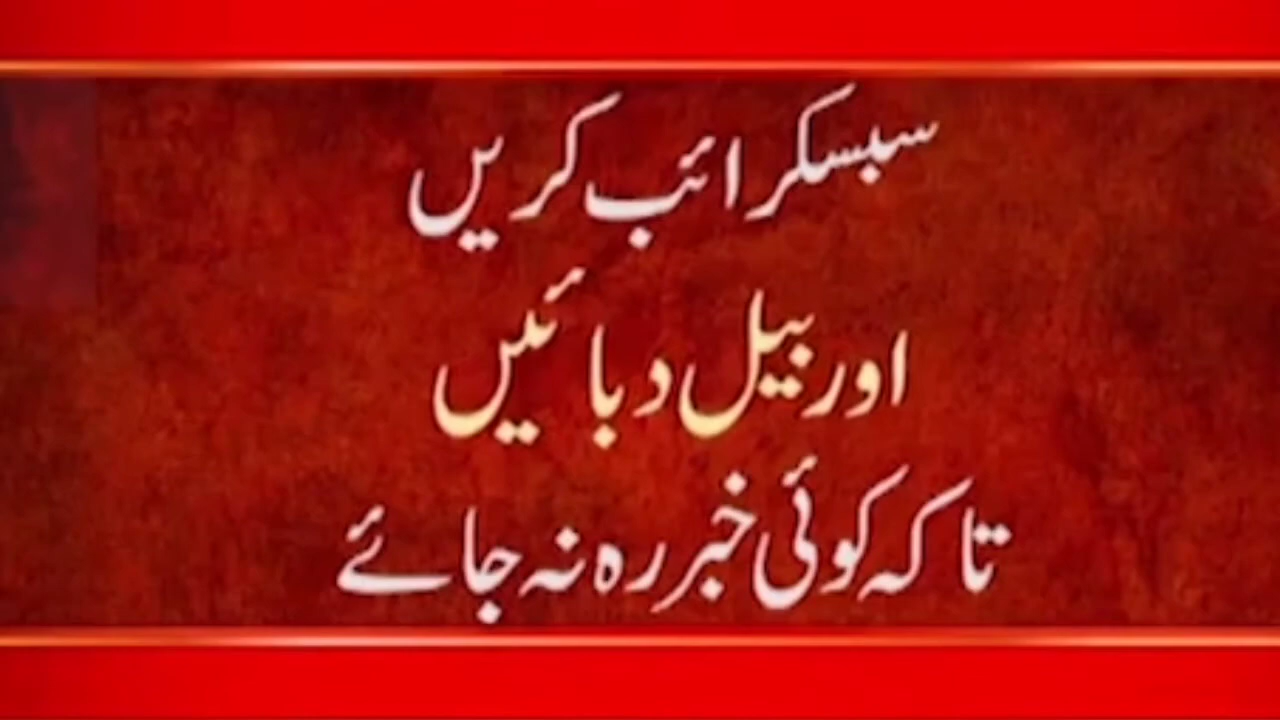 سبسکرائب کریں
اور بیل دبائیں
تاکہ کوئی خبر رہ نہ جائے